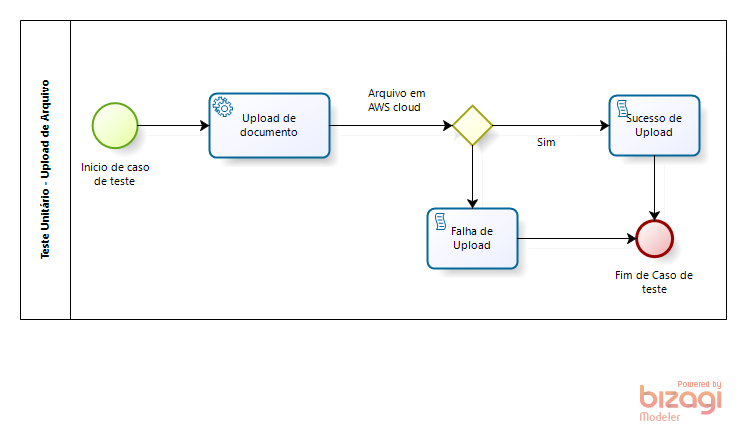 Teste Unitário - Upload de Arquivo
Inicio de caso
de teste
Upload de
documento
Arquivo em
AWS cloud
Sim
Sucesso de
Upload
Falha de
Upload
Fim de Caso de
teste
Powered by
bizagi
Modeler